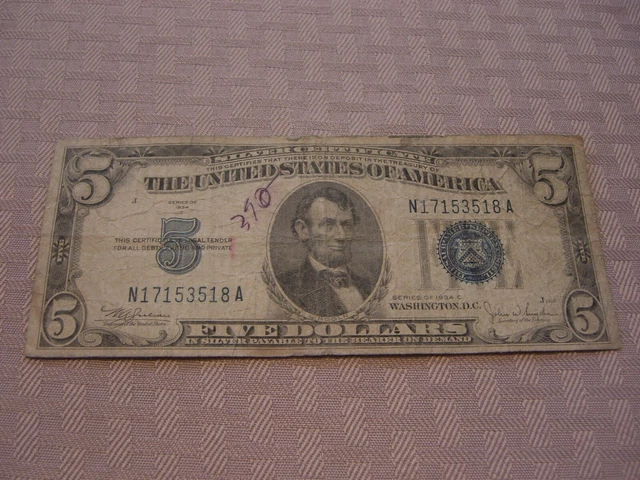 5 SILVER CERTIFICATE 5
THIS CERTIFIES THAT THERE IS ON DEPOSIT IN THE TREASURY OF
THE UNITED STATES OF AMERICA
J SERIES OF
1934
C
390
N17153518A
5
THIS CERTIFICATE IS LEGAL TENDER
FOR ALL DEBTS PUBLIC AND PRIVATE
FIVE
N17153518A
SERIES OF 1934 C
WASHINGTON, D.C.
5 FIVE DOLLARS 5
IN SILVER PAYABLE TO THE BEARER ON DEMAND